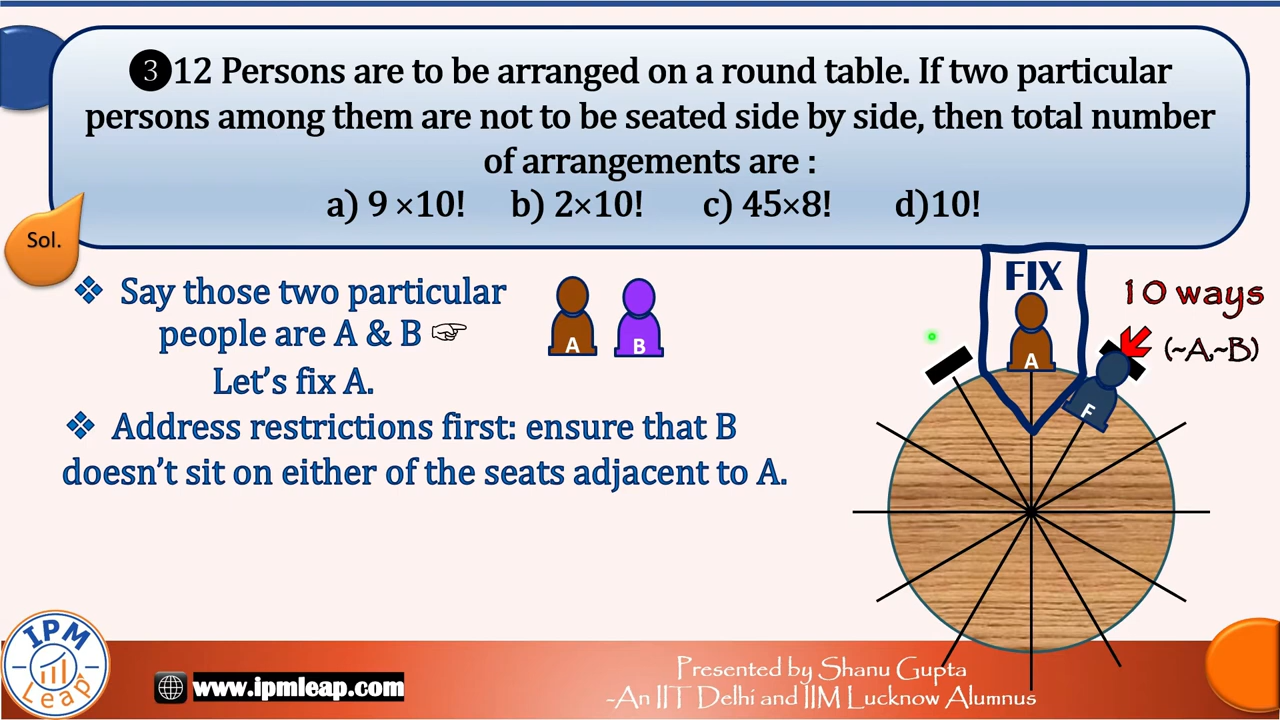 ❸12 Persons are to be arranged on a round table. If two particular
persons among them are not to be seated side by side, then total number
of arrangements are :
a) 9 ×10!   b) 2×10!   c) 45×8!   d)10!
Sol.
❖ Say those two particular
people are A & B ☞
Let’s fix A.
A
B
❖ Address restrictions first: ensure that B
doesn’t sit on either of the seats adjacent to A.
FIX
A
10 ways
(~A,~B)
F
IPM
Leap
www.ipmleap.com
Presented by Shanu Gupta
-An IIT Delhi and IIM Lucknow Alumnus